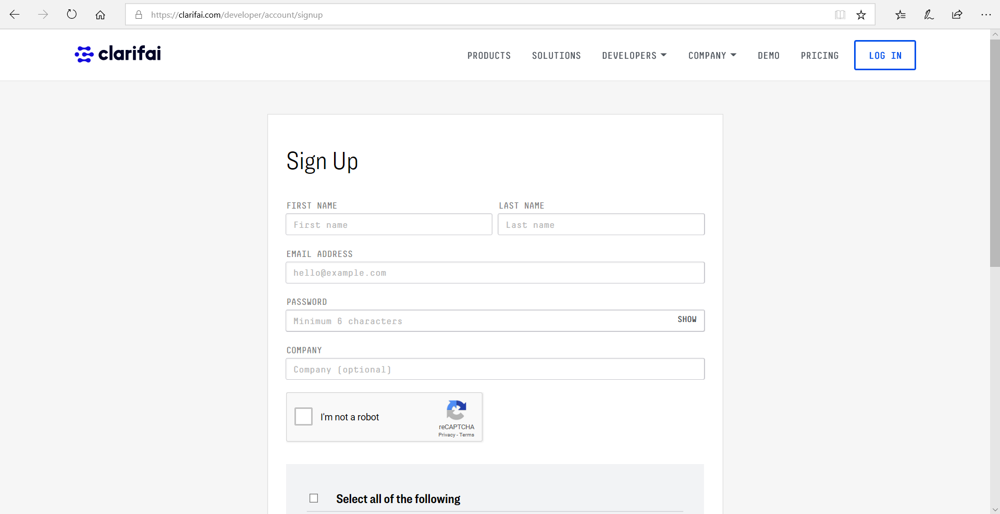 https://clarifai.com/developer/account/signup
clarifai
PRODUCTS SOLUTIONS DEVELOPERS COMPANY DEMO PRICING LOG IN
Sign Up
FIRST NAME LAST NAME
First name Last name
EMAIL ADDRESS
hello@example.com
PASSWORD
Minimum 6 characters SHOW
COMPANY
Company (optional)
I'm not a robot
reCAPTCHA
Privacy - Terms
Select all of the following